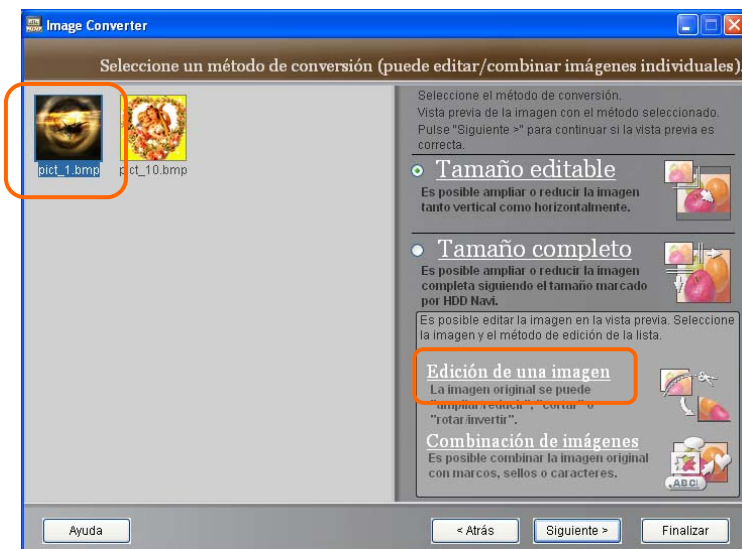 Image Converter
Seleccione un método de conversión (puede editar/combinar imágenes individuales).
pict_1.bmp
pict_10.bmp
Seleccione el método de conversión.
Vista previa de la imagen con el método seleccionado.
Pulse "Siguiente >" para continuar si la vista previa es
correcta.
Tamaño editable
Es posible ampliar o reducir la imagen
tanto vertical como horizontalmente.
Tamaño completo
Es posible ampliar o reducir la imagen
completa siguiendo el tamaño marcado
por HDD Navi.
Es posible editar la imagen en la vista previa. Seleccione
la imagen y el método de edición de la lista.
Edición de una imagen
La imagen original se puede
"ampliar/reducir", "cortar" o
"rotar/invertir".
Combinación de imágenes
Es posible combinar la imagen original
con marcos, sellos o caracteres.
ABC
Ayuda
< Atrás
Siguiente >
Finalizar